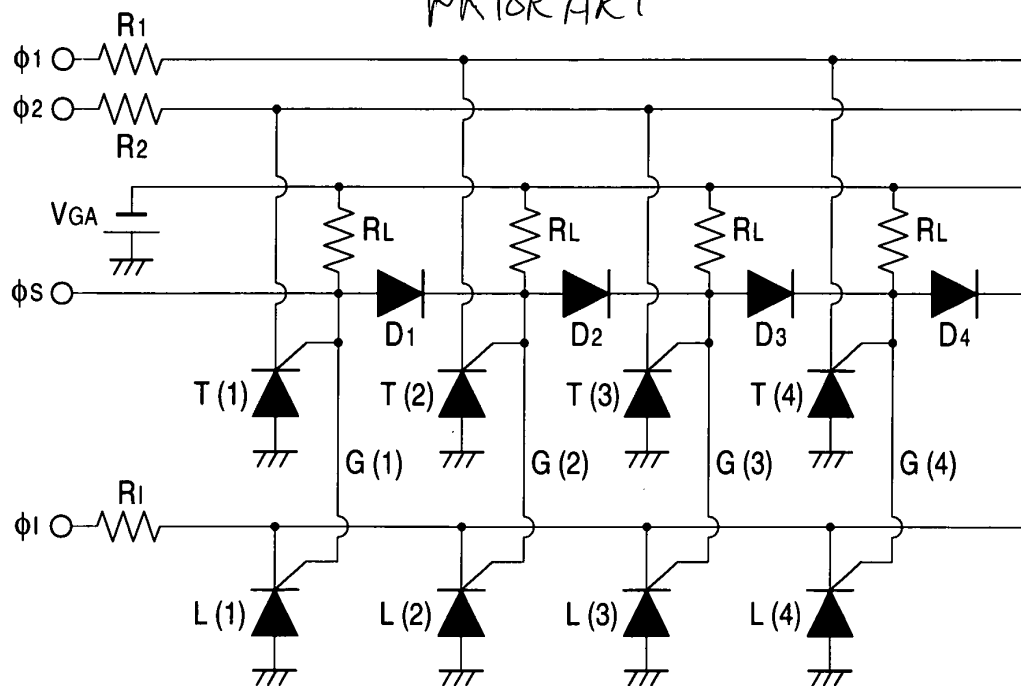 PRIOR ART
R1
ϕ1
ϕ2
R2
VGA
RL RL RL RL
ϕS
D1 D2 D3 D4
T (1) T (2) T (3) T (4)
G (1) G (2) G (3) G (4)
RI
ϕI
L (1) L (2) L (3) L (4)